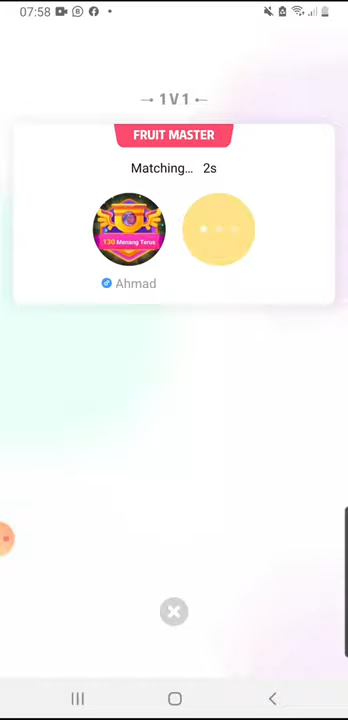 07:58
1V1
FRUIT MASTER
Matching... 2s
130 Menang Terus
Ahmad